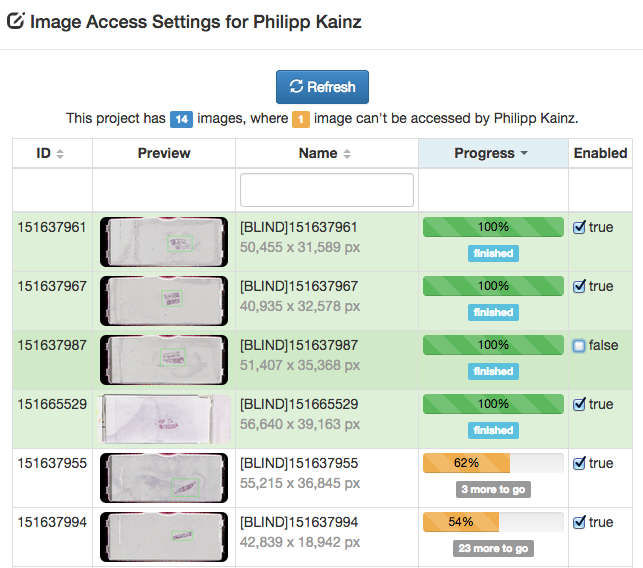 Image Access Settings for Philipp Kainz
Refresh
This project has 14 images, where 1 image can't be accessed by Philipp Kainz.
ID Preview Name Progress Enabled
151637961 [BLIND]151637961 100% true
50,455 x 31,589 px finished
151637967 [BLIND]151637967 100% true
40,935 x 32,578 px finished
151637987 [BLIND]151637987 100% false
51,407 x 35,368 px finished
151665529 [BLIND]151665529 100% true
56,640 x 39,163 px finished
151637955 [BLIND]151637955 62% true
55,215 x 36,845 px 3 more to go
151637994 [BLIND]151637994 54% true
42,839 x 18,942 px 23 more to go